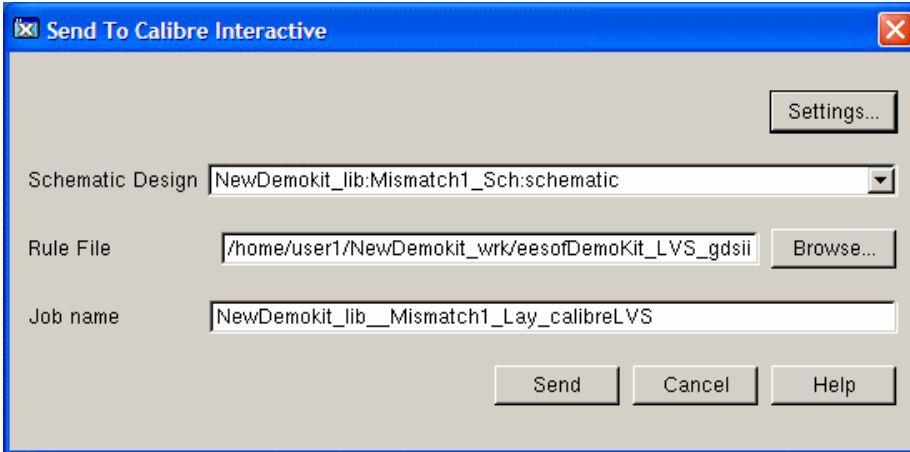 Send To Calibre Interactive
Settings...
Schematic Design NewDemokit_lib:Mismatch1_Sch:schematic
Rule File /home/user1/NewDemokit_wrk/eesofDemoKit_LVS_gdsii Browse...
Job name NewDemokit_lib__Mismatch1_Lay_calibreLVS
Send Cancel Help